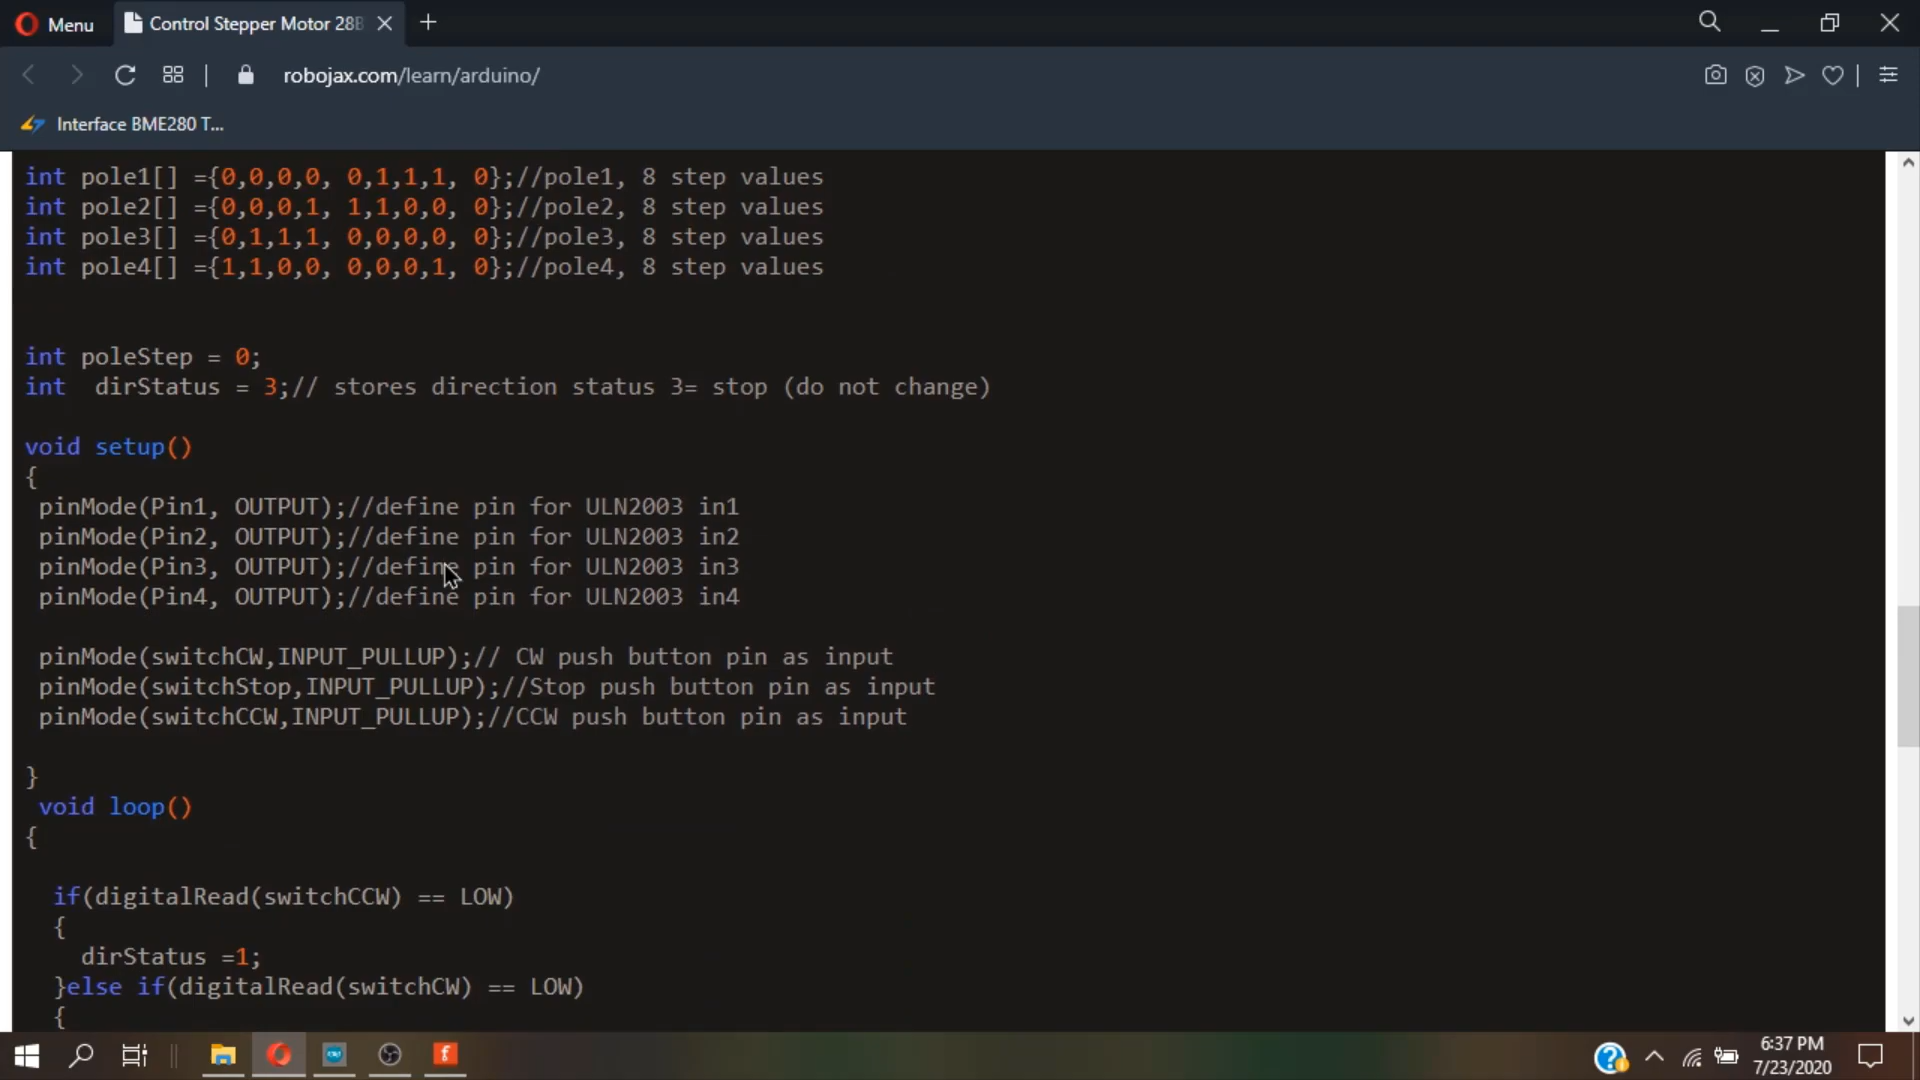 Menu
Control Stepper Motor 28B
robojax.com/learn/arduino/
Interface BME280 T...
int pole1[] ={0,0,0,0, 0,1,1,1, 0};//pole1, 8 step values
int pole2[] ={0,0,0,1, 1,1,0,0, 0};//pole2, 8 step values
int pole3[] ={0,1,1,1, 0,0,0,0, 0};//pole3, 8 step values
int pole4[] ={1,1,0,0, 0,0,0,1, 0};//pole4, 8 step values
int poleStep = 0;
int  dirStatus = 3;// stores direction status 3= stop (do not change)
void setup()
{
pinMode(Pin1, OUTPUT);//define pin for ULN2003 in1
pinMode(Pin2, OUTPUT);//define pin for ULN2003 in2
pinMode(Pin3, OUTPUT);//define pin for ULN2003 in3
pinMode(Pin4, OUTPUT);//define pin for ULN2003 in4
pinMode(switchCW,INPUT_PULLUP);// CW push button pin as input
pinMode(switchStop,INPUT_PULLUP);//Stop push button pin as input
pinMode(switchCCW,INPUT_PULLUP);//CCW push button pin as input
}
void loop()
{
if(digitalRead(switchCCW) == LOW)
{
dirStatus =1;
}else if(digitalRead(switchCW) == LOW)
{
6:37 PM
7/23/2020